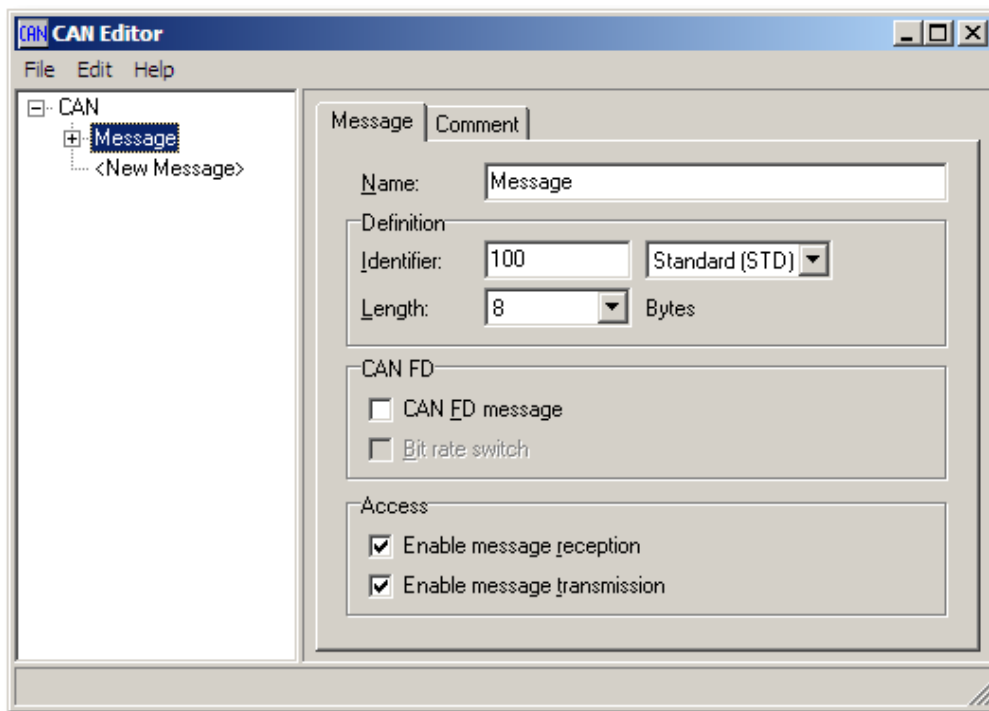 CAN CAN Editor
File Edit Help
CAN
Message
<New Message>
Message Comment
Name: Message
Definition
Identifier: 100 Standard (STD)
Length: 8 Bytes
CAN FD
CAN FD message
Bit rate switch
Access
Enable message reception
Enable message transmission